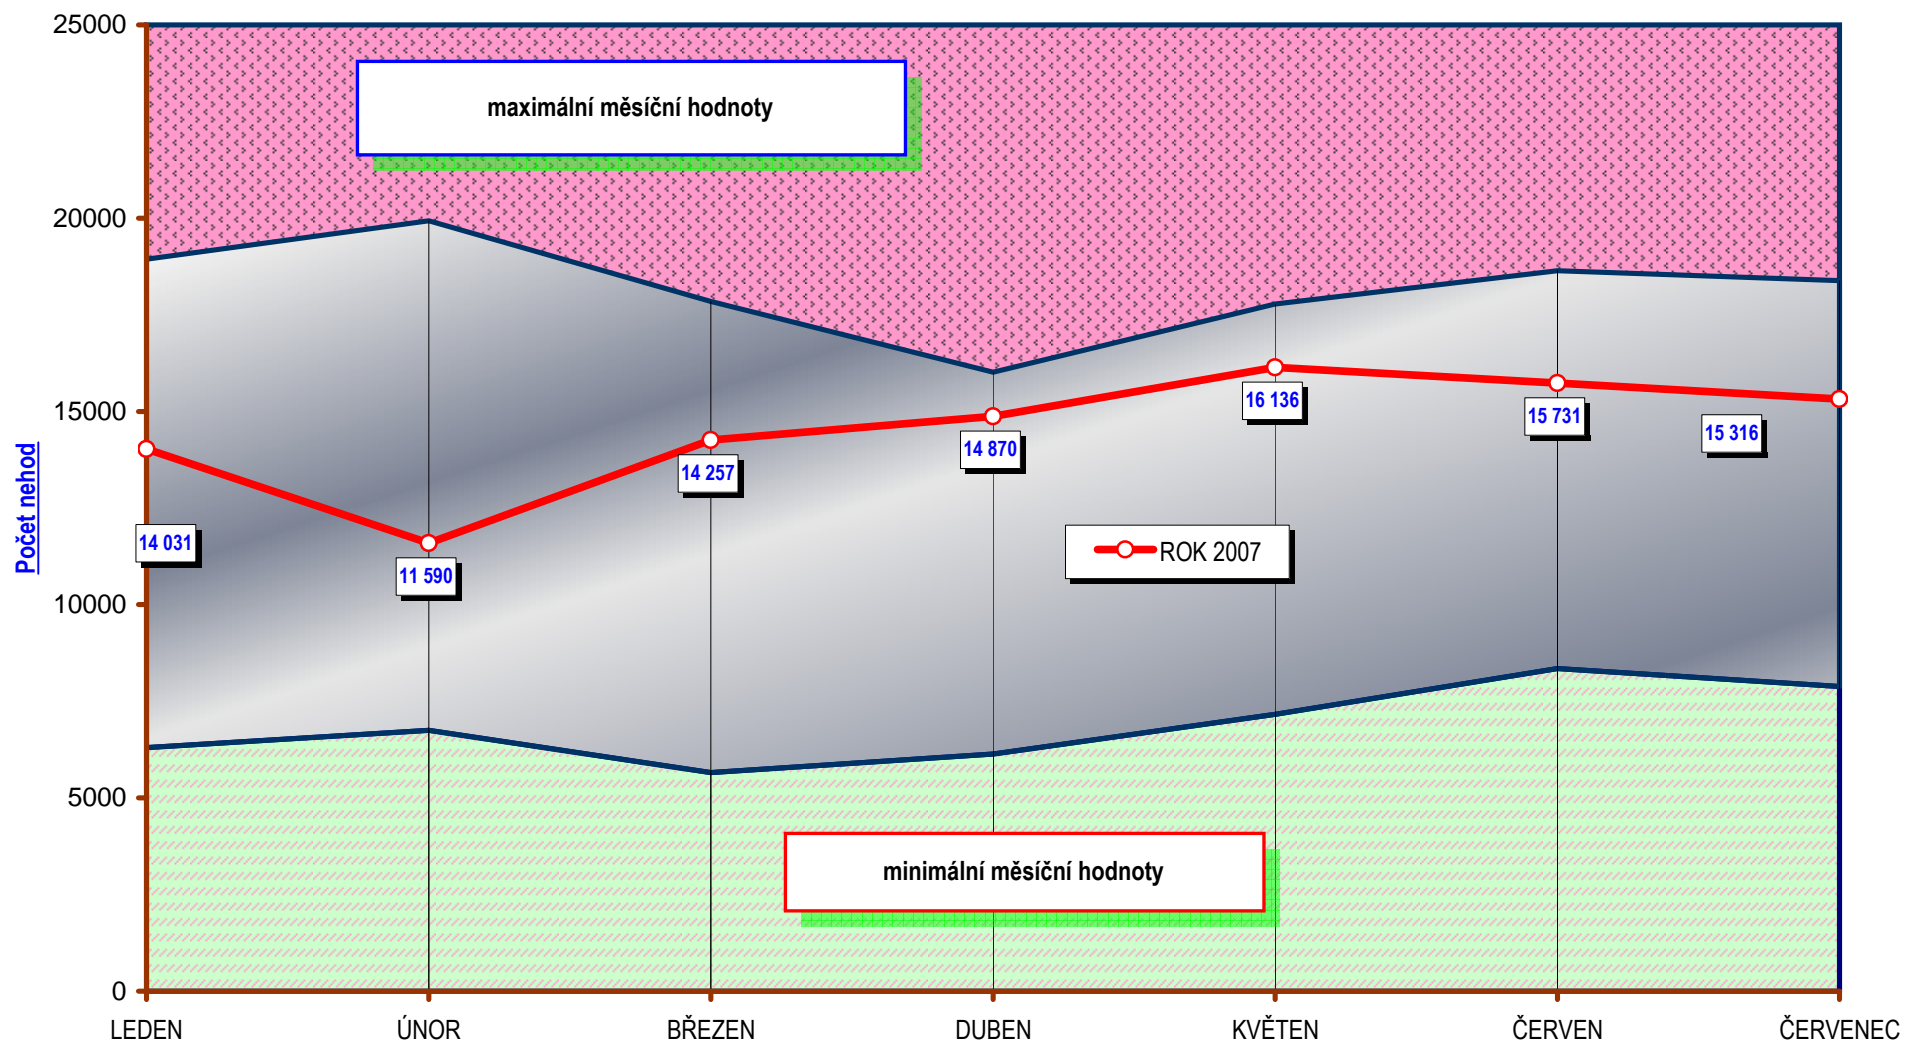 25000
maximální měsíční hodnoty
20000
15000
16 136
15 731
15 316
14 870
14 257
14 031
11 590
ROK 2007
Počet nehod
10000
5000
minimální měsíční hodnoty
0
LEDEN ÚNOR BŘEZEN DUBEN KVĚTEN ČERVEN ČERVENEC